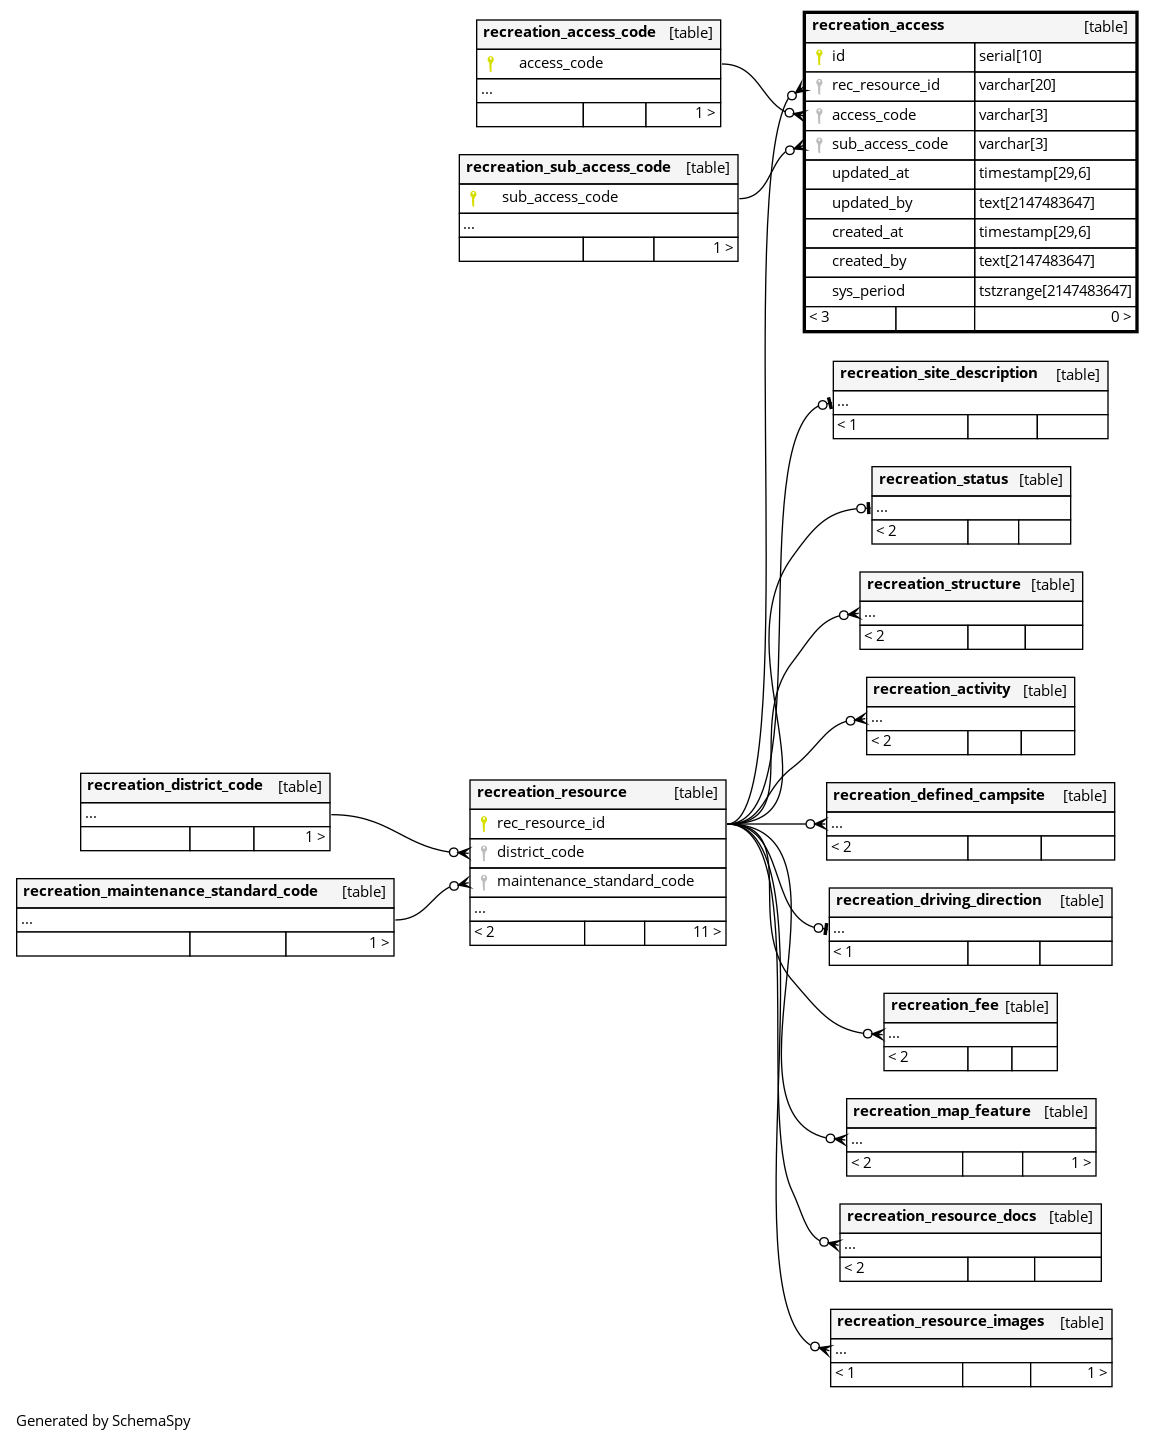 recreation_access_code [table]
access_code
...
1 >
recreation_sub_access_code [table]
sub_access_code
...
1 >
recreation_access [table]
id serial[10]
rec_resource_id varchar[20]
access_code varchar[3]
sub_access_code varchar[3]
updated_at timestamp[29,6]
updated_by text[2147483647]
created_at timestamp[29,6]
created_by text[2147483647]
sys_period tstzrange[2147483647]
< 3 0 >
recreation_site_description [table]
...
< 1
recreation_status [table]
...
< 2
recreation_structure [table]
...
< 2
recreation_activity [table]
...
< 2
recreation_district_code [table]
...
1 >
recreation_maintenance_standard_code [table]
...
1 >
recreation_resource [table]
rec_resource_id
district_code
maintenance_standard_code
...
< 2 11 >
recreation_defined_campsite [table]
...
< 2
recreation_driving_direction [table]
...
< 1
recreation_fee [table]
...
< 2
recreation_map_feature [table]
...
< 2 1 >
recreation_resource_docs [table]
...
< 2
recreation_resource_images [table]
...
< 1 1 >
Generated by SchemaSpy